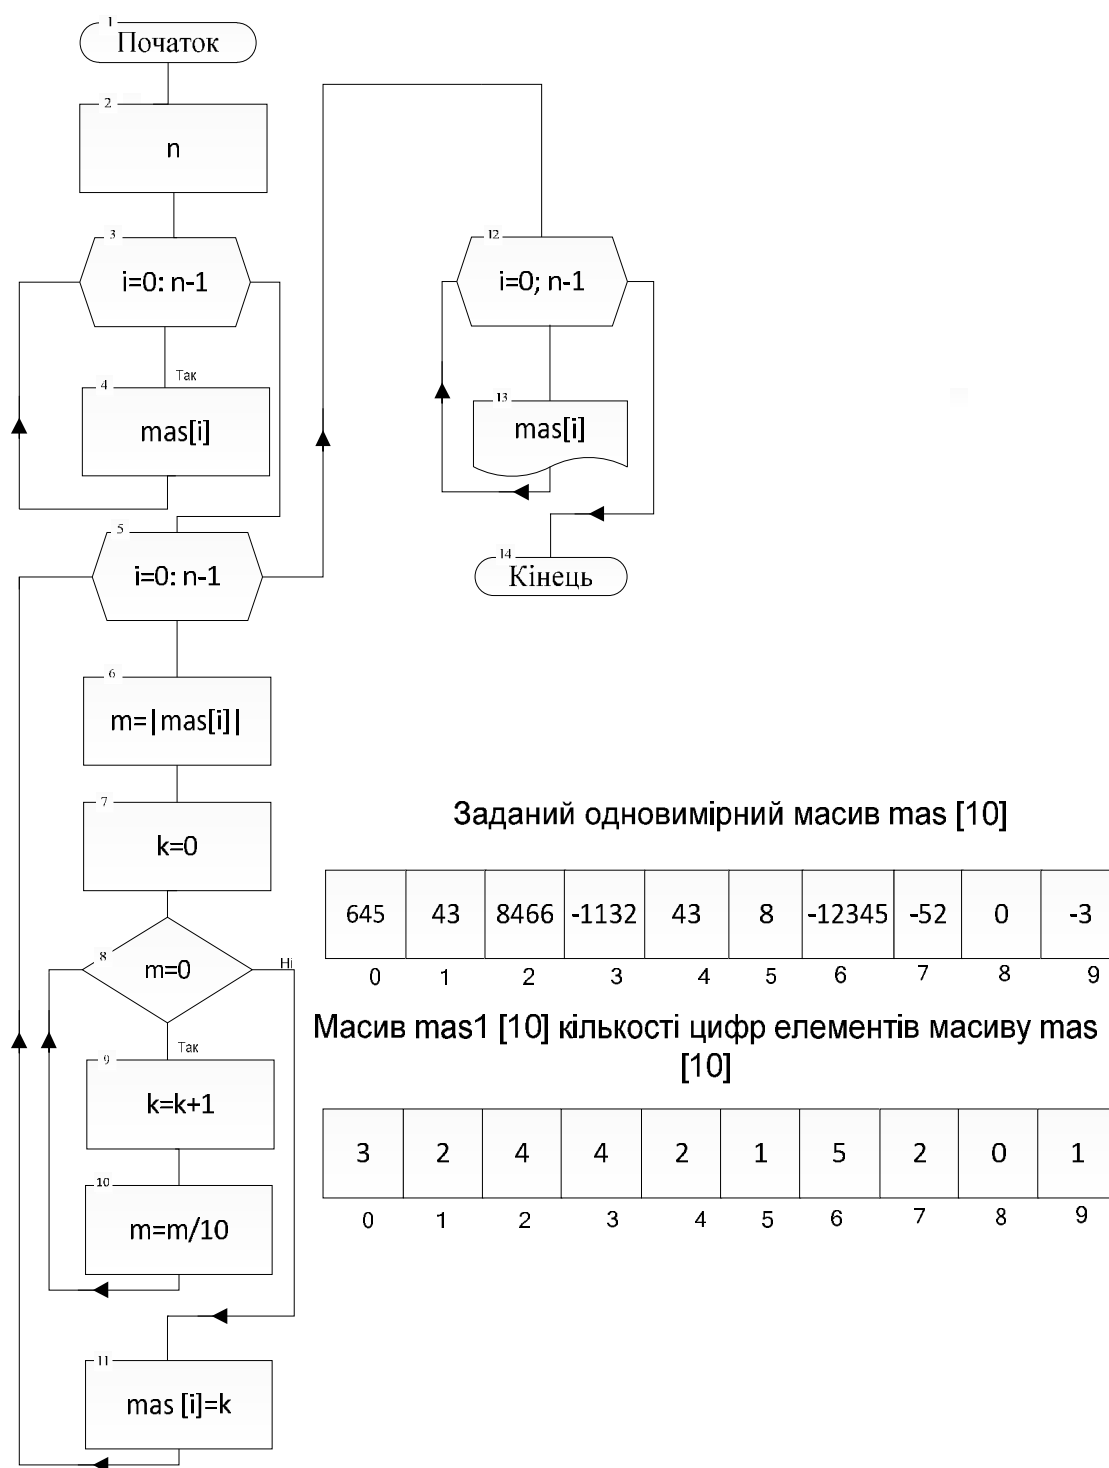 1
Початок
2
n
3
i=0: n-1
Так
4
mas[i]
5
i=0: n-1
6
m=|mas[i]|
7
k=0
8
m=0
Ні
Так
9
k=k+1
10
m=m/10
11
mas [i]=k
12
i=0; n-1
13
mas[i]
14
Кінець
Заданий одновимірний масив mas [10]
645 43 8466 -1132 43 8 -12345 -52 0 -3
0 1 2 3 4 5 6 7 8 9
Масив mas1 [10] кількості цифр елементів масиву mas
[10]
3 2 4 4 2 1 5 2 0 1
0 1 2 3 4 5 6 7 8 9